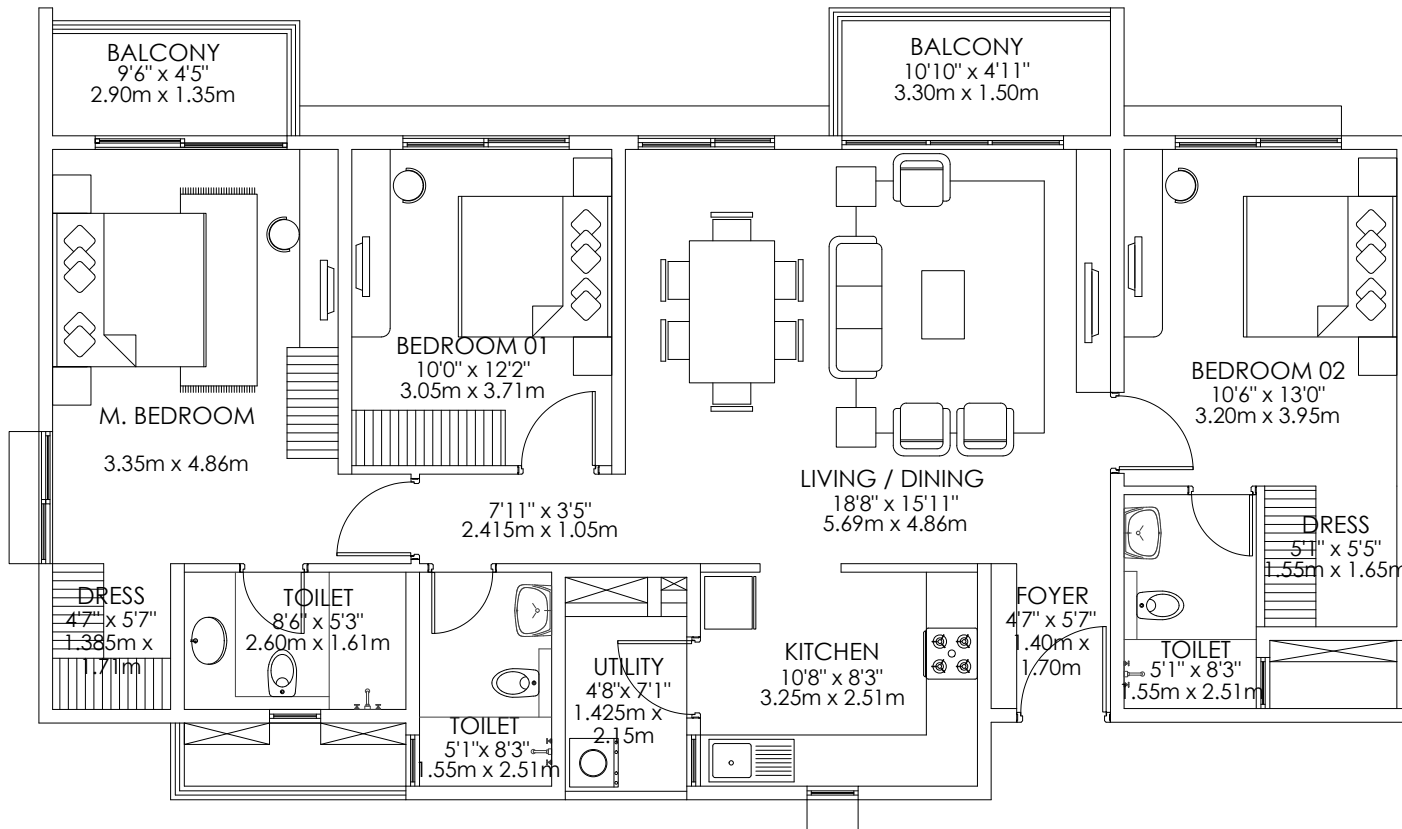 BALCONY
9'6" x 4'5"
2.90m x 1.35m
BALCONY
10'10" x 4'11"
3.30m x 1.50m
BEDROOM 01
10'0" x 12'2"
3.05m x 3.71m
M. BEDROOM
3.35m x 4.86m
BEDROOM 02
10'6" x 13'0"
3.20m x 3.95m
LIVING / DINING
18'8" x 15'11"
5.69m x 4.86m
7'11" x 3'5"
2.415m x 1.05m
DRESS
5'1" x 5'5"
1.55m x 1.65m
DRESS
4'7" x 5'7"
1.385m x
1.71m
TOILET
8'6" x 5'3"
2.60m x 1.61m
FOYER
4'7" x 5'7"
1.40m x
1.70m
KITCHEN
10'8" x 8'3"
3.25m x 2.51m
UTILITY
4'8"x 7'1"
1.425m x
2.15m
TOILET
5'1" x 8'3"
1.55m x 2.51m
TOILET
5'1"x 8'3"
1.55m x 2.51m